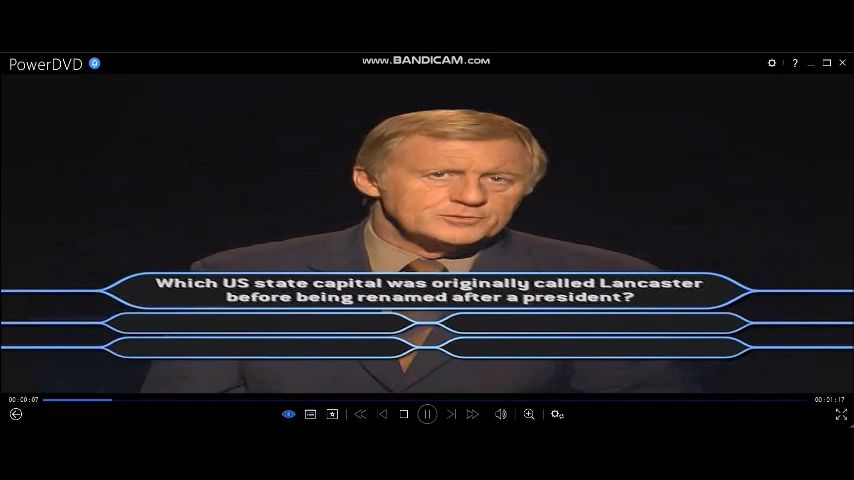 www.BANDICAM.com
PowerDVD
?
Which US state capital was originally called Lancaster
before being renamed after a president?
00:00:07
00:01:17